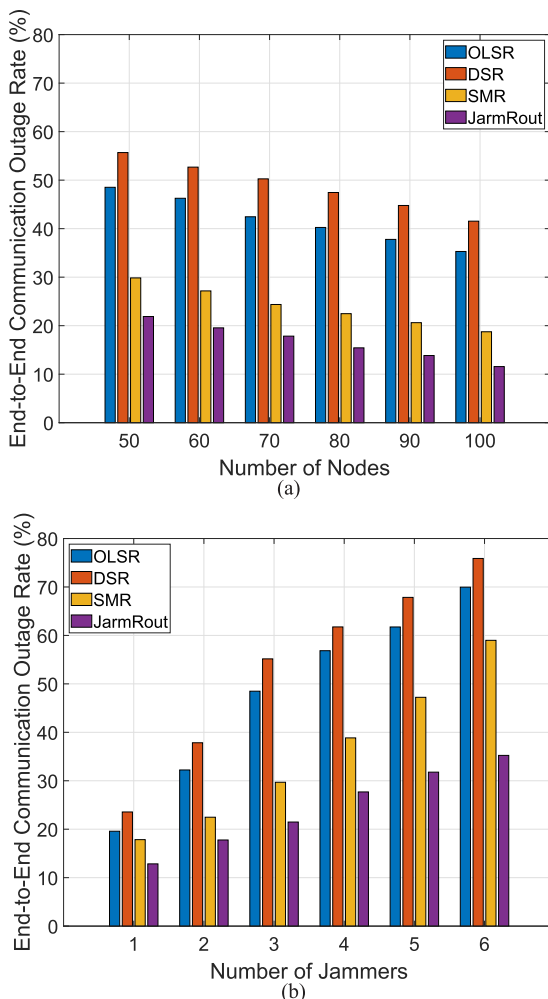 End-to-End Communication Outage Rate (%)
80
70
60
50
40
30
20
10
0
OLSR
DSR
SMR
JarmRout
50 60 70 80 90 100
Number of Nodes
(a)
End-to-End Communication Outage Rate (%)
80
70
60
50
40
30
20
10
0
OLSR
DSR
SMR
JarmRout
1 2 3 4 5 6
Number of Jammers
(b)